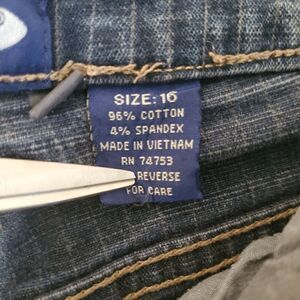 SIZE: 16
96% COTTON
4% SPANDEX
MADE IN VIETNAM
RN 74753
REVERSE
FOR CARE